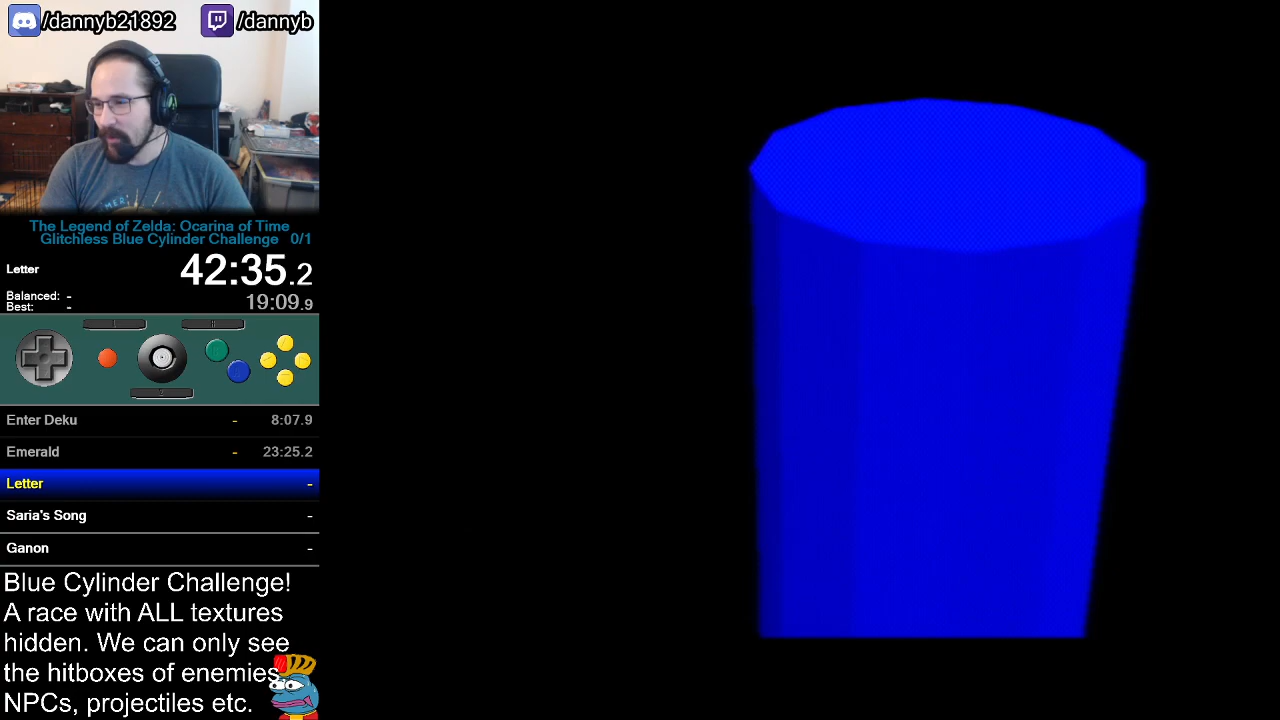 /dannyb21892 /dannyb
The Legend of Zelda: Ocarina of Time
Glitchless Blue Cylinder Challenge 0/1
Letter 42:35.2
Balanced: - 19:09.9
Best: -
Enter Deku - 8:07.9
Emerald - 23:25.2
Letter -
Saria's Song -
Ganon -
Blue Cylinder Challenge!
A race with ALL textures
hidden. We can only see
the hitboxes of enemies,
NPCs, projectiles etc.